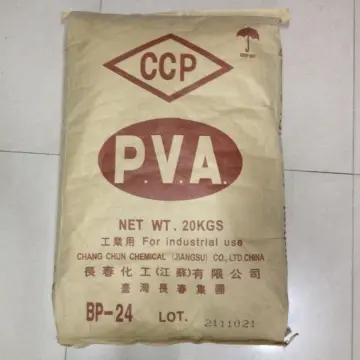 CCP
P.V.A.
NET WT. 20KGS
工業用 For industrial use
CHANG CHUN CHEMICAL (JIANGSU) CO., LTD. CHINA
長春化工(江蘇)有限公司
臺灣長春集團
BP-24 LOT. 2111021